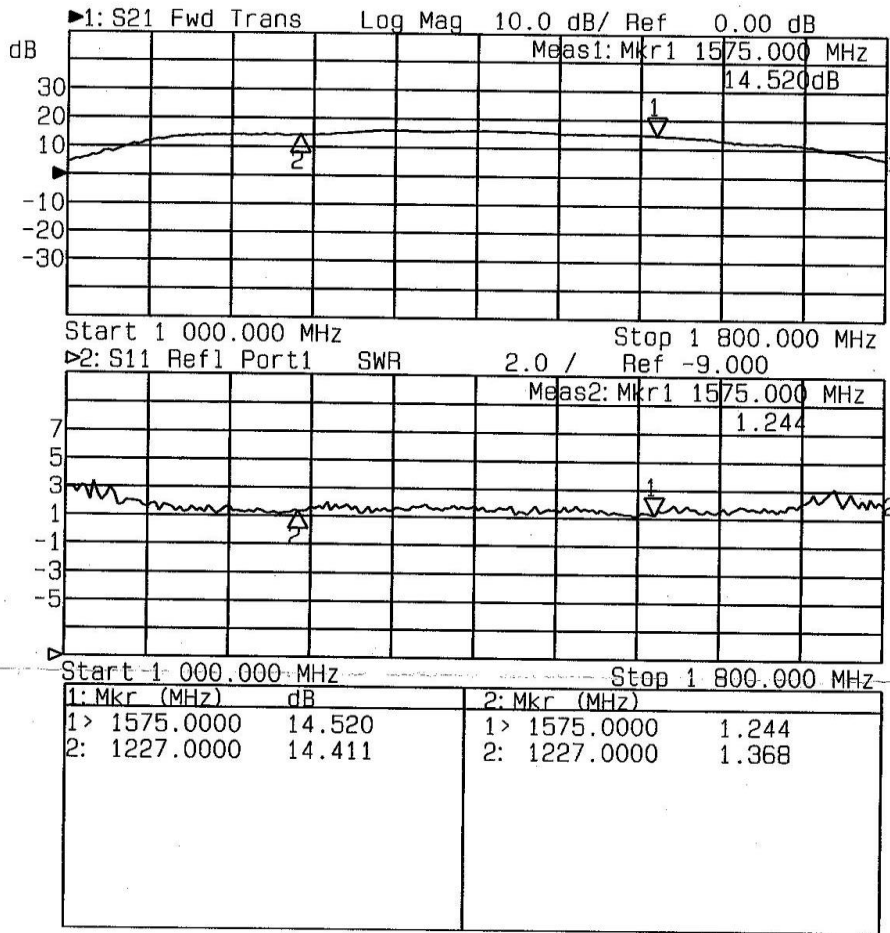 ▶1: S21 Fwd Trans Log Mag 10.0 dB/ Ref 0.00 dB
dB
Meas1: Mkr1 1575.000 MHz
14.520dB
30
20
10
-10
-20
-30
1
2
Start 1 000.000 MHz Stop 1 800.000 MHz
▷2: S11 Refl Port1 SWR 2.0 / Ref -9.000
Meas2: Mkr1 1575.000 MHz
1.244
7
5
3
1
-1
-3
-5
1
2
2
Start 1 000.000 MHz Stop 1 800.000 MHz
1: Mkr (MHz) dB
1> 1575.0000 14.520
2: 1227.0000 14.411
2: Mkr (MHz)
1> 1575.0000 1.244
2: 1227.0000 1.368